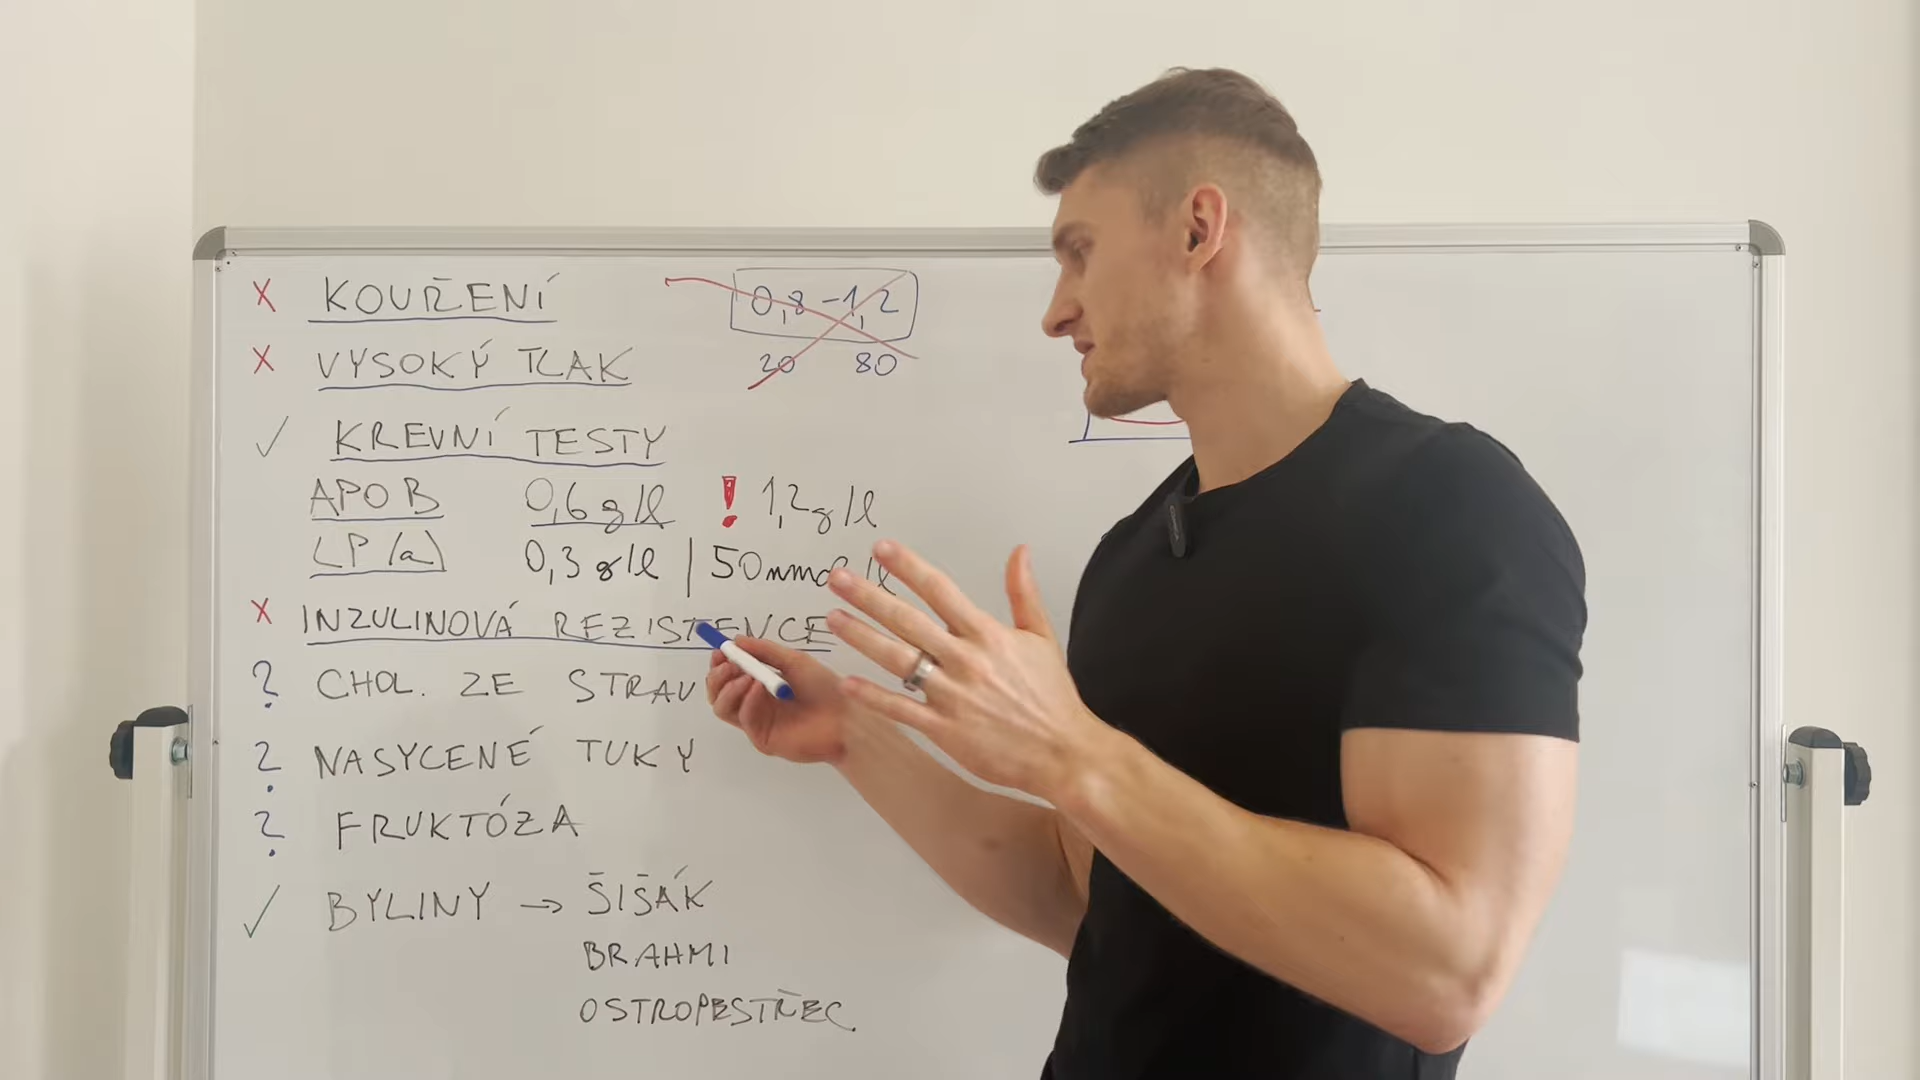 X KOUŘENÍ
0,8-1,2
X VYSOKÝ TLAK
20 80
✓ KREVNÍ TESTY
APO B 0,6 g/l ! 1,2 g/l
LP(a) 0,3 g/l | 50 nmol/l
X INZULINOVÁ REZISTENCE
? CHOL. ZE STRAV
? NASYCENÉ TUKY
? FRUKTÓZA
✓ BYLINY → ŠIŠÁK
BRAHMI
OSTROPESTŘEC